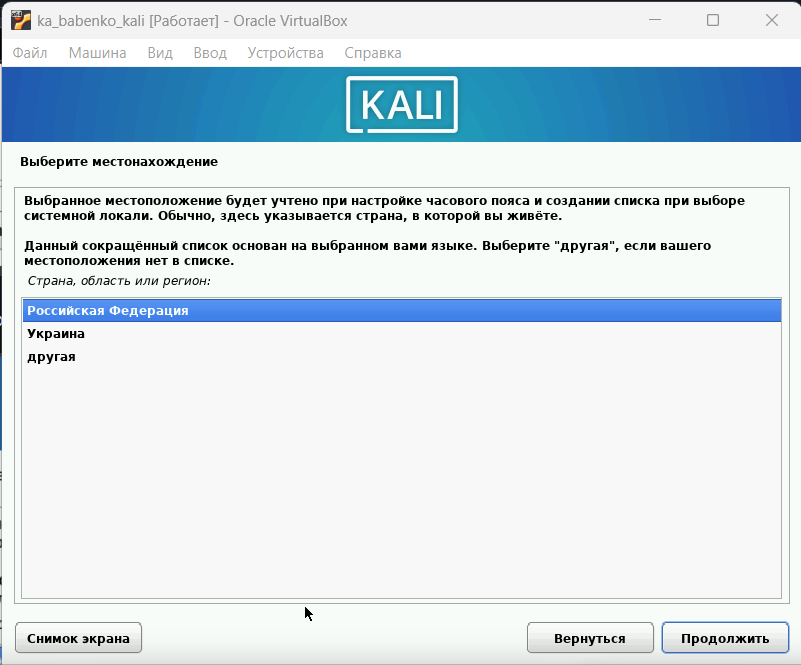 ka_babenko_kali [Работает] - Oracle VirtualBox
Файл Машина Вид Ввод Устройства Справка
KALI
Выберите местонахождение
Выбранное местоположение будет учтено при настройке часового пояса и создании списка при выборе
системной локали. Обычно, здесь указывается страна, в которой вы живёте.
Данный сокращённый список основан на выбранном вами языке. Выберите "другая", если вашего
местоположения нет в списке.
Страна, область или регион:
Российская Федерация
Украина
другая
Снимок экрана Вернуться Продолжить